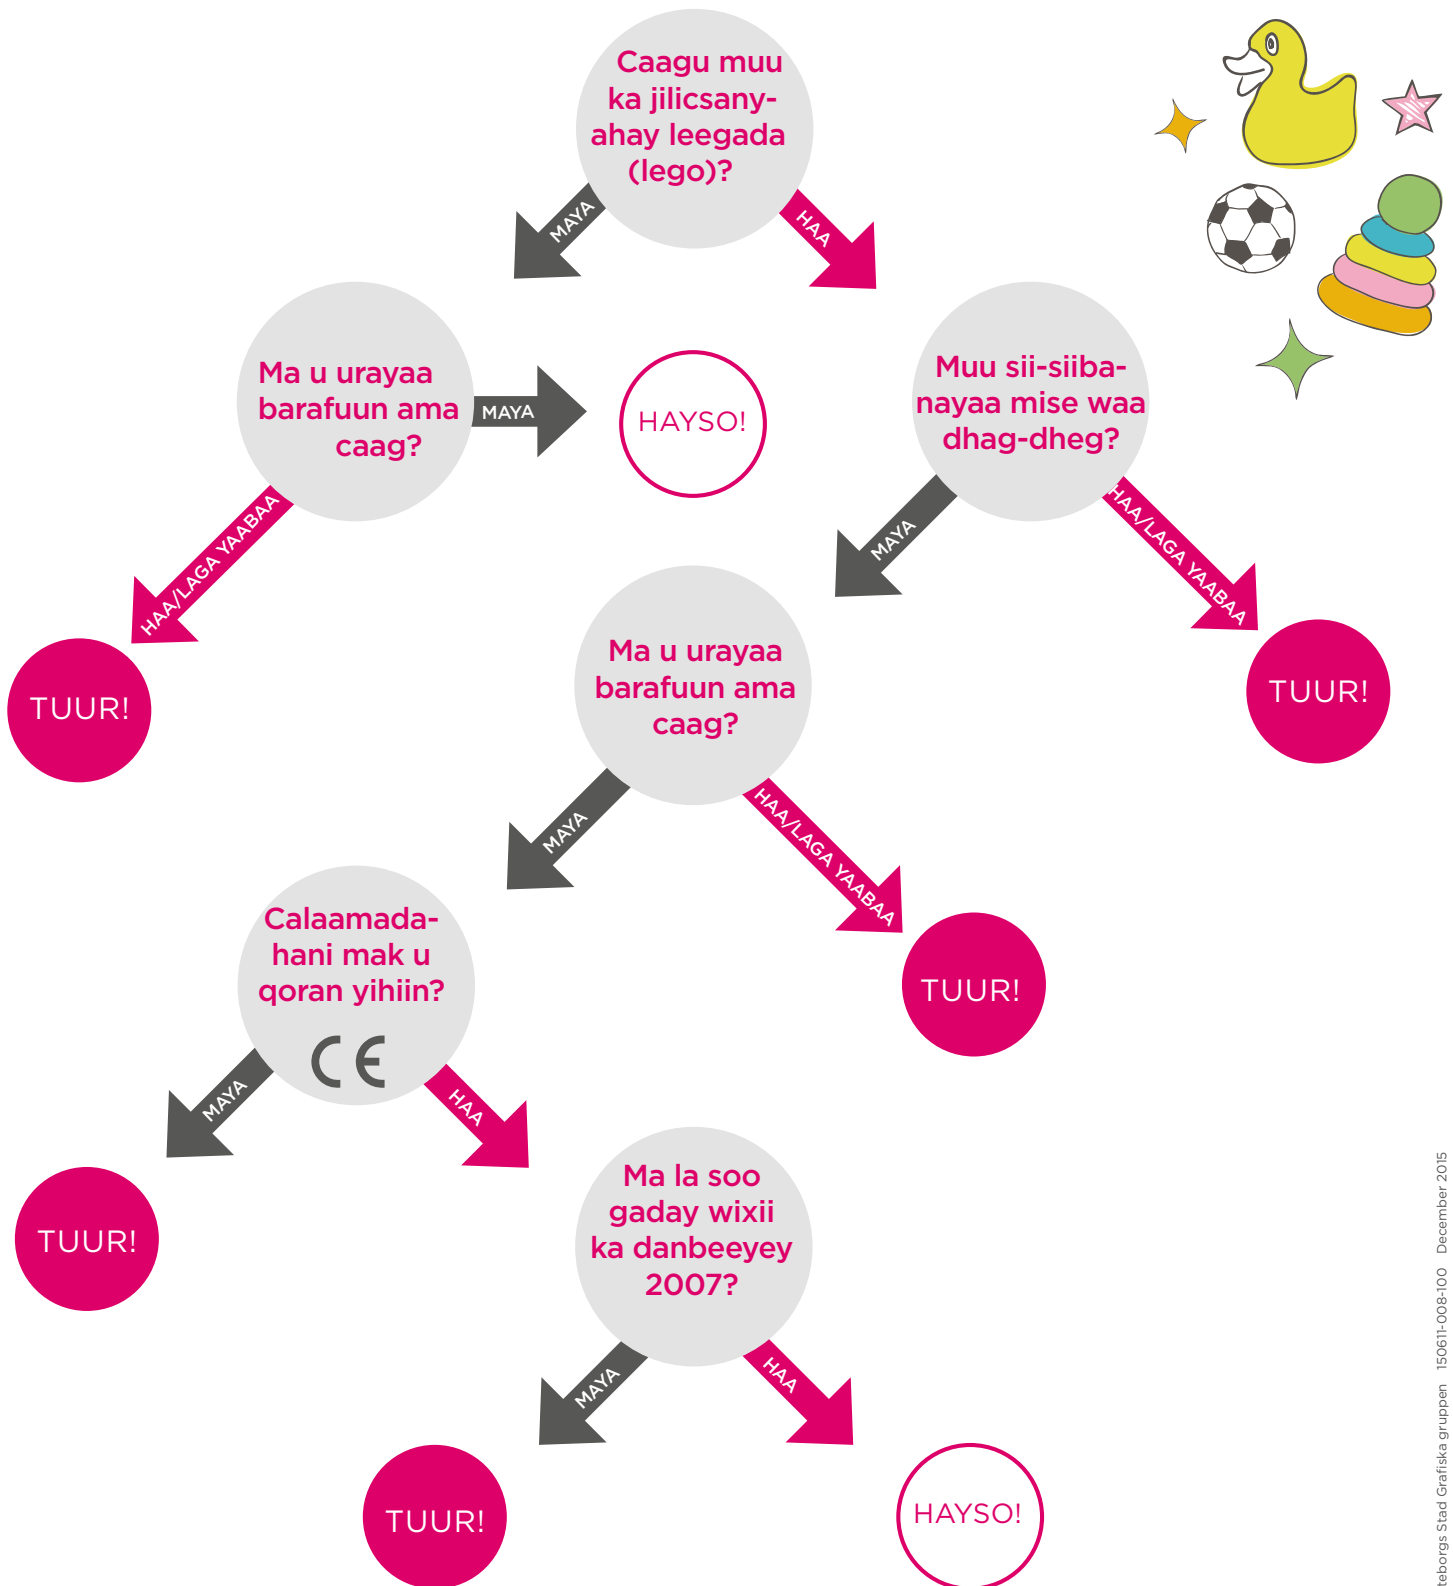 Caagu muu
ka jilicsany-
ahay leegada
(lego)?
MAYA
HAA
Ma u urayaa
barafuun ama
caag?
MAYA
HAYSO!
Muu sii-siiba-
nayaa mise waa
dhag-dheg?
HAA/LAGA YAABAA
MAYA
HAA/LAGA YAABAA
TUUR!
Ma u urayaa
barafuun ama
caag?
TUUR!
MAYA
HAA/LAGA YAABAA
Calaamada-
hani mak u
qoran yihiin?
CE
TUUR!
MAYA
HAA
TUUR!
Ma la soo
gaday wixii
ka danbeeyey
2007?
MAYA
HAA
TUUR!
HAYSO!
teborgs Stad Grafiska gruppen 150611-008-100 December 2015